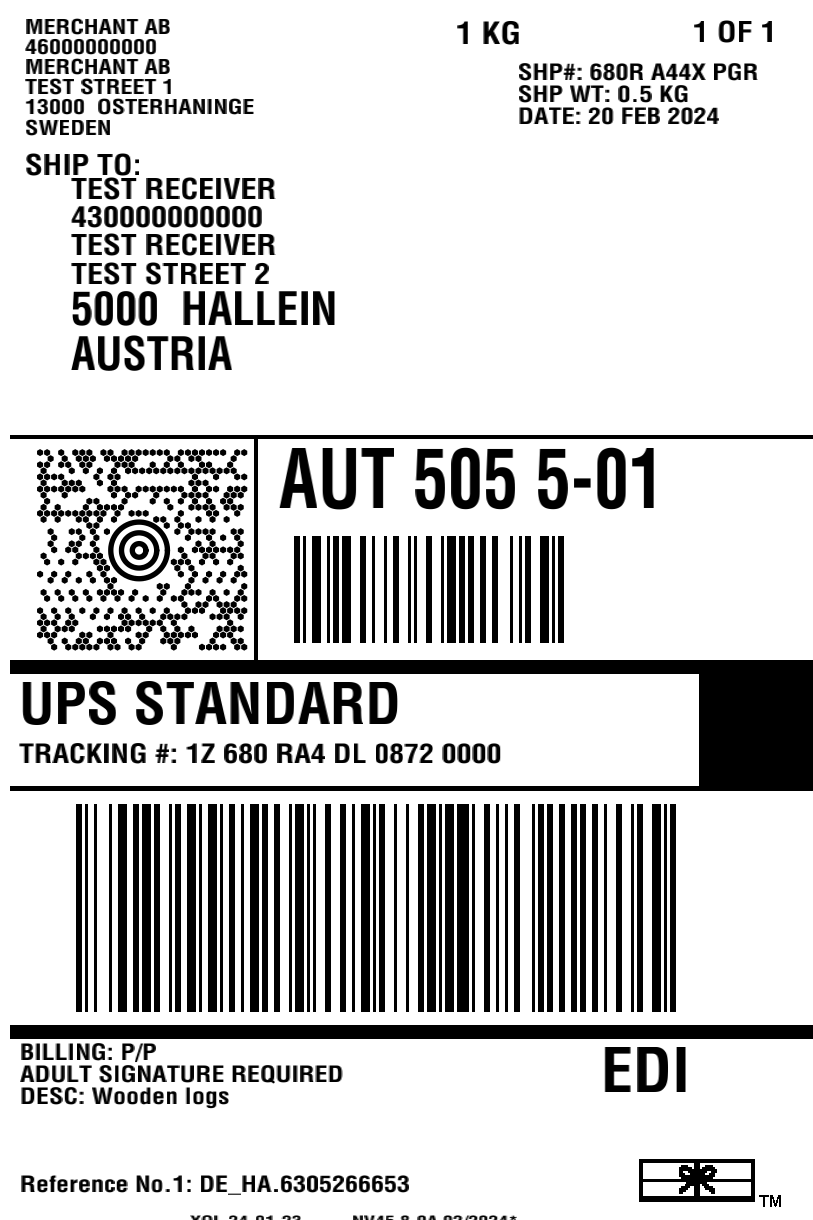 MERCHANT AB
46000000000
MERCHANT AB
TEST STREET 1
13000  OSTERHANINGE
SWEDEN
1 KG
1 OF 1
SHP#: 680R A44X PGR
SHP WT: 0.5 KG
DATE: 20 FEB 2024
SHIP TO:
TEST RECEIVER
430000000000
TEST RECEIVER
TEST STREET 2
5000  HALLEIN
AUSTRIA
AUT 505 5-01
UPS STANDARD
TRACKING #: 1Z 680 RA4 DL 0872 0000
BILLING: P/P
ADULT SIGNATURE REQUIRED
DESC: Wooden logs
EDI
Reference No.1: DE_HA.6305266653
TM